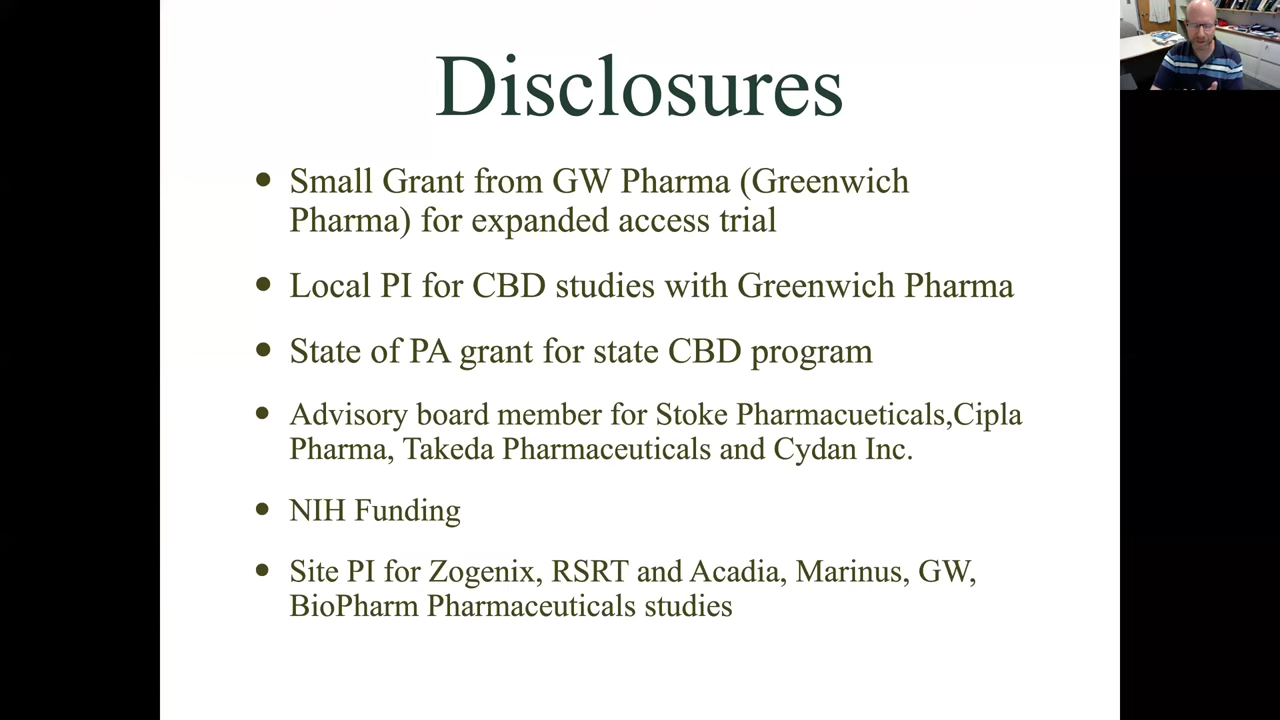 Disclosures
• Small Grant from GW Pharma (Greenwich
Pharma) for expanded access trial
• Local PI for CBD studies with Greenwich Pharma
• State of PA grant for state CBD program
• Advisory board member for Stoke Pharmacueticals,Cipla
Pharma, Takeda Pharmaceuticals and Cydan Inc.
• NIH Funding
• Site PI for Zogenix, RSRT and Acadia, Marinus, GW,
BioPharm Pharmaceuticals studies